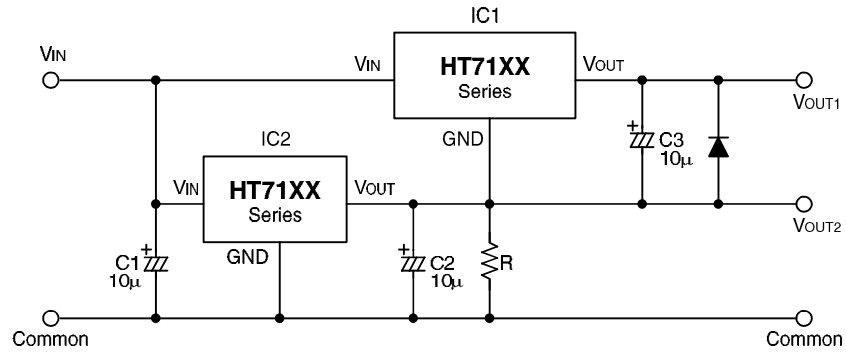 IC1
VIN
VIN
HT71XX
Series
VOUT
VOUT1
GND
C3
10µ
IC2
VIN
HT71XX
Series
VOUT
VOUT2
GND
C1
10µ
C2
10µ
R
Common
Common